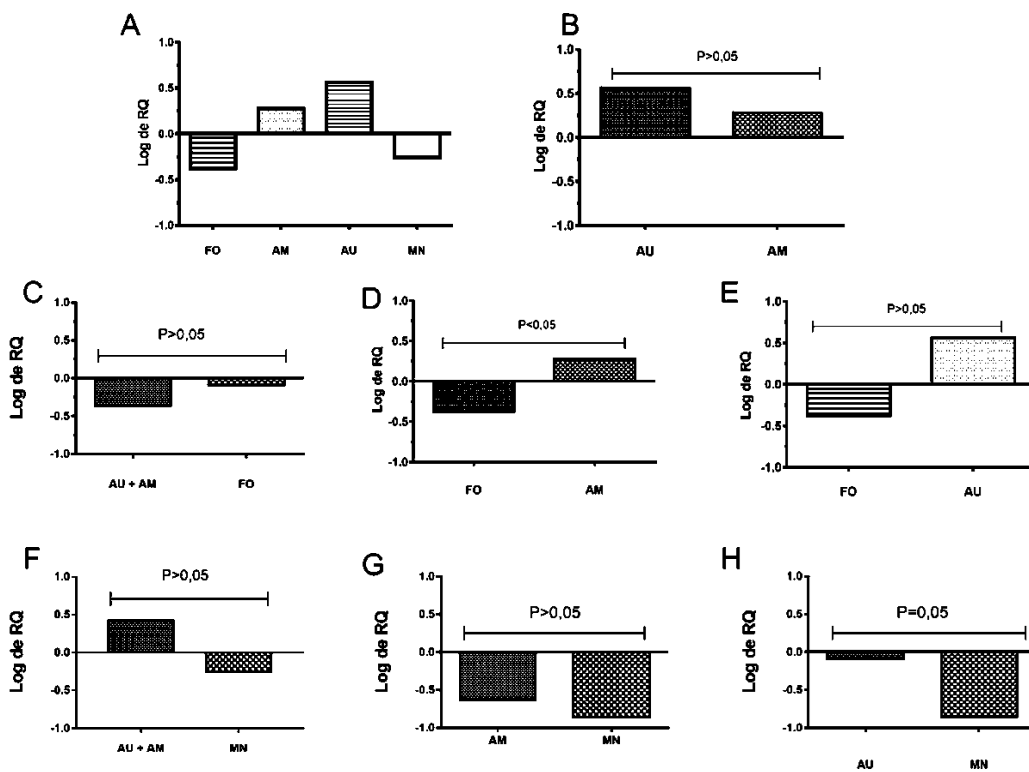 A
Log de RQ
1.0
0.5
0.0
-0.5
-1.0
FO AM AU MN
B
P>0,05
Log de RQ
1.0
0.5
0.0
-0.5
-1.0
AU AM
C
P>0,05
Log de RQ
1.0
0.5
0.0
-0.5
-1.0
AU + AM FO
D
P<0,05
Log de RQ
1.0
0.5
0.0
-0.5
-1.0
FO AM
E
P>0,05
Log de RQ
1.0
0.5
0.0
-0.5
-1.0
FO AU
F
P>0,05
Log de RQ
1.0
0.5
0.0
-0.5
-1.0
AU + AM MN
G
P>0,05
Log de RQ
1.0
0.5
0.0
-0.5
-1.0
AM MN
H
P=0,05
Log de RQ
1.0
0.5
0.0
-0.5
-1.0
AU MN